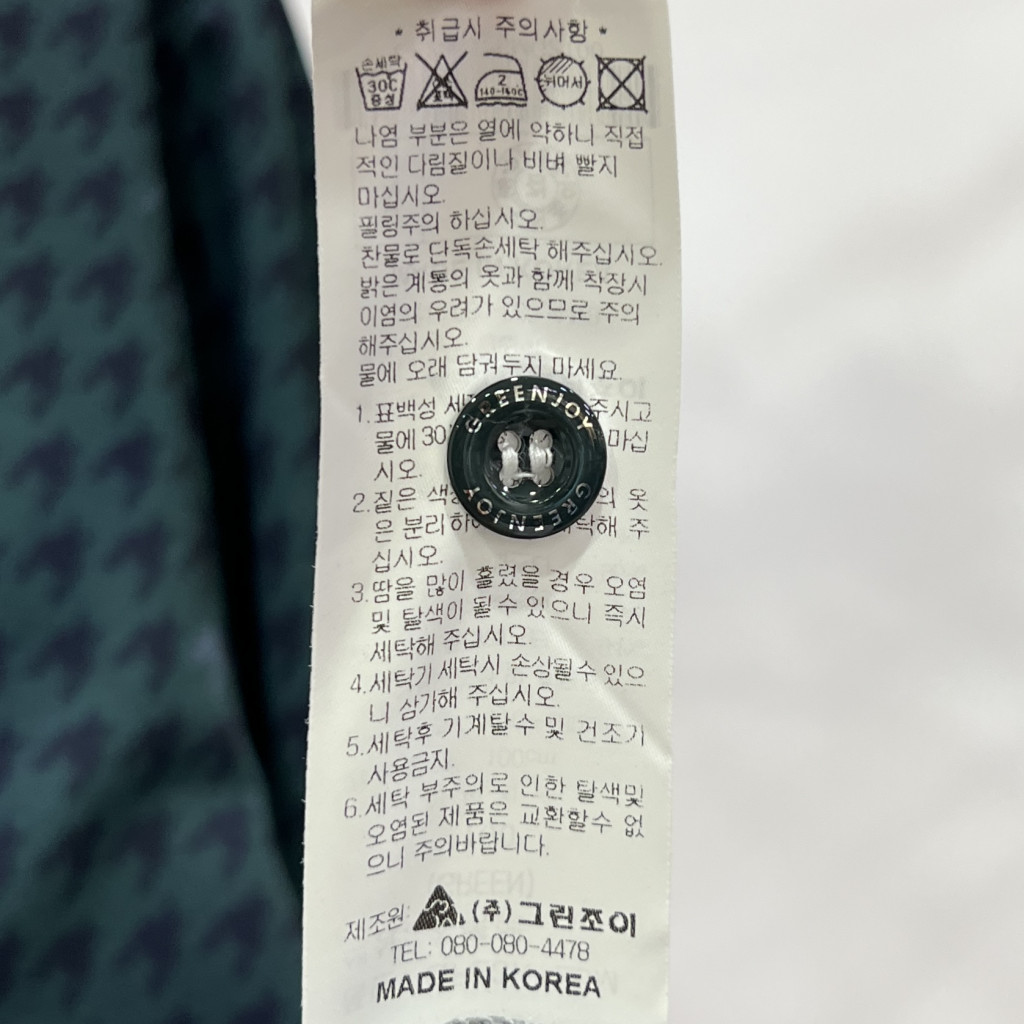 * 취급시 주의사항 *
손세탁
30C
중성
2
140-160C
뉘어서
나염 부분은 열에 약하니 직접
적인 다림질이나 비벼 빨지
마십시오.
필링주의 하십시오.
찬물로 단독손세탁 해주십시오.
밝은 계통의 옷과 함께 착장시
이염의 우려가 있으므로 주의
해주십시오.
물에 오래 담궈두지 마세요.
1.표백성 주시고
물에 30 마십
시오.
2.짙은 의 옷
은 분리 해 주
십시오.
GREENJOY
GREENJOY
3.땀을 많이 흘렸을 경우 오염
및 탈색이 될수 있으니 즉시
세탁해 주십시오.
4.세탁기 세탁시 손상될수 있으
니 삼가해 주십시오.
5.세탁후 기계탈수 및 건조기
사용금지.
6.세탁 부주의로 인한 탈색및
오염된 제품은 교환할수 없
으니 주의바랍니다.
제조원: (주)그린조이
TEL: 080-080-4478
MADE IN KOREA